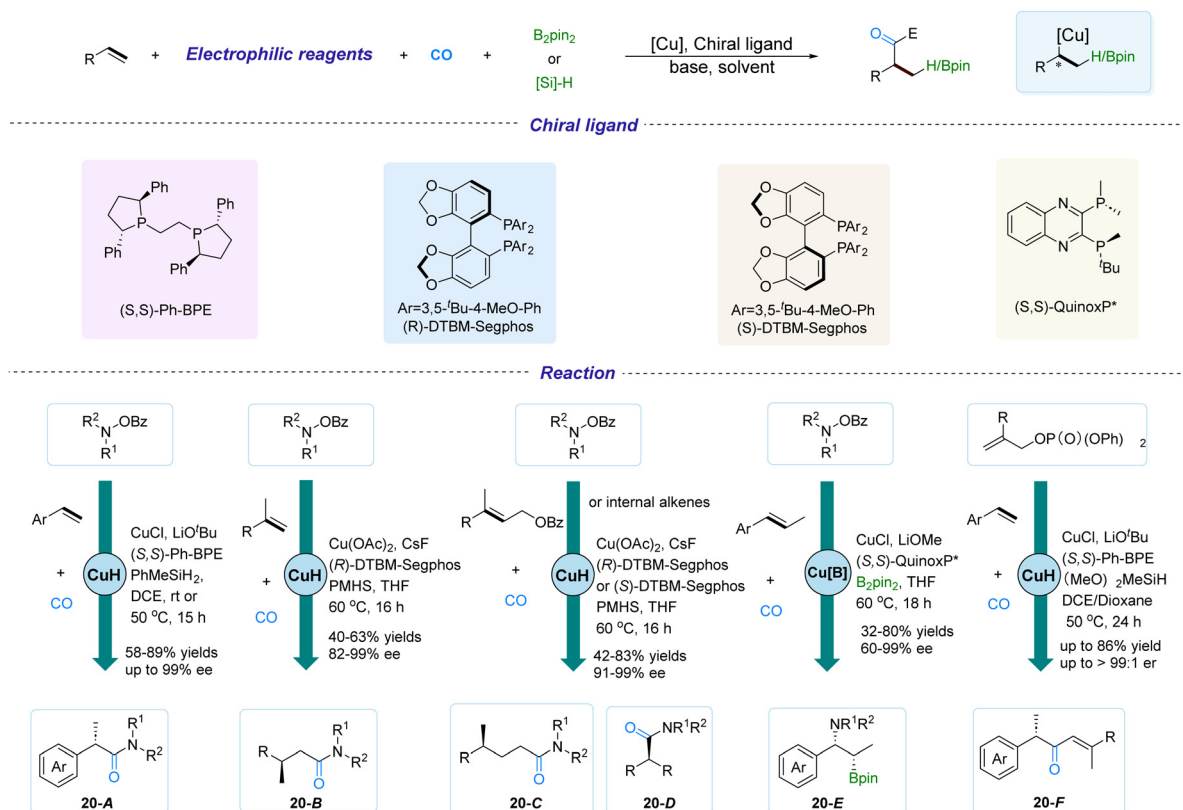 R + Electrophilic reagents + CO + B₂pin₂ or [Si]-H
[Cu], Chiral ligand
base, solvent
O E R H/Bpin
[Cu] R * H/Bpin
Chiral ligand
Ph Ph P P Ph Ph
(S,S)-Ph-BPE
O O PAr₂ PAr₂ O O
Ar=3,5-ᵗBu-4-MeO-Ph
(R)-DTBM-Segphos
O O PAr₂ PAr₂ O O
Ar=3,5-ᵗBu-4-MeO-Ph
(S)-DTBM-Segphos
N N P P ᵗBu
(S,S)-QuinoxP*
Reaction
R² N OBz R¹
Ar
+
CO
CuH
CuCl, LiOᵗBu
(S,S)-Ph-BPE
PhMeSiH₂,
DCE, rt or
50 °C, 15 h
58-89% yields
up to 99% ee
Ar O N R¹ R²
20-A
R² N OBz R¹
R
+
CO
CuH
Cu(OAc)₂, CsF
(R)-DTBM-Segphos
PMHS, THF
60 °C, 16 h
40-63% yields
82-99% ee
R O N R¹ R²
20-B
R² N OBz R¹
R OBz
or internal alkenes
+
CO
CuH
Cu(OAc)₂, CsF
(R)-DTBM-Segphos
or (S)-DTBM-Segphos
PMHS, THF
60 °C, 16 h
42-83% yields
91-99% ee
R O N R¹ R²
20-C
O NR¹R² R R
20-D
R² N OBz R¹
Ar
+
CO
Cu[B]
CuCl, LiOMe
(S,S)-QuinoxP*
B₂pin₂, THF
60 °C, 18 h
32-80% yields
60-99% ee
NR¹R² Ar Bpin
20-E
R OP(O)(OPh) ₂
Ar
+
CO
CuH
CuCl, LiOᵗBu
(S,S)-Ph-BPE
(MeO) ₂MeSiH
DCE/Dioxane
50 °C, 24 h
up to 86% yield
up to > 99:1 er
Ar O R
20-F